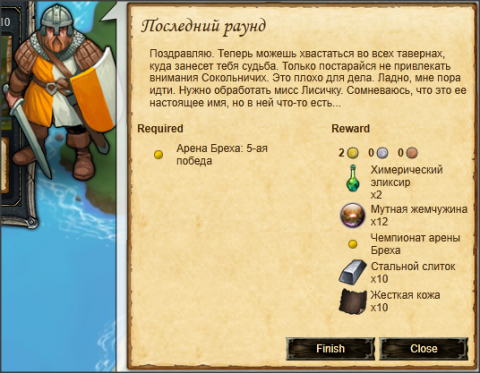 10
Последний раунд
Поздравляю. Теперь можешь хвастаться во всех тавернах,
куда занесет тебя судьба. Только постарайся не привлекать
внимания Сокольничих. Это плохо для дела. Ладно, мне пора
идти. Нужно обработать мисс Лисичку. Сомневаюсь, что это ее
настоящее имя, но в ней что-то есть...
Required
Арена Бреха: 5-ая
победа
Reward
2 0 0
Химерический
эликсир
x2
Мутная жемчужина
x12
Чемпионат арены
Бреха
Стальной слиток
x10
Жесткая кожа
x10
Finish Close